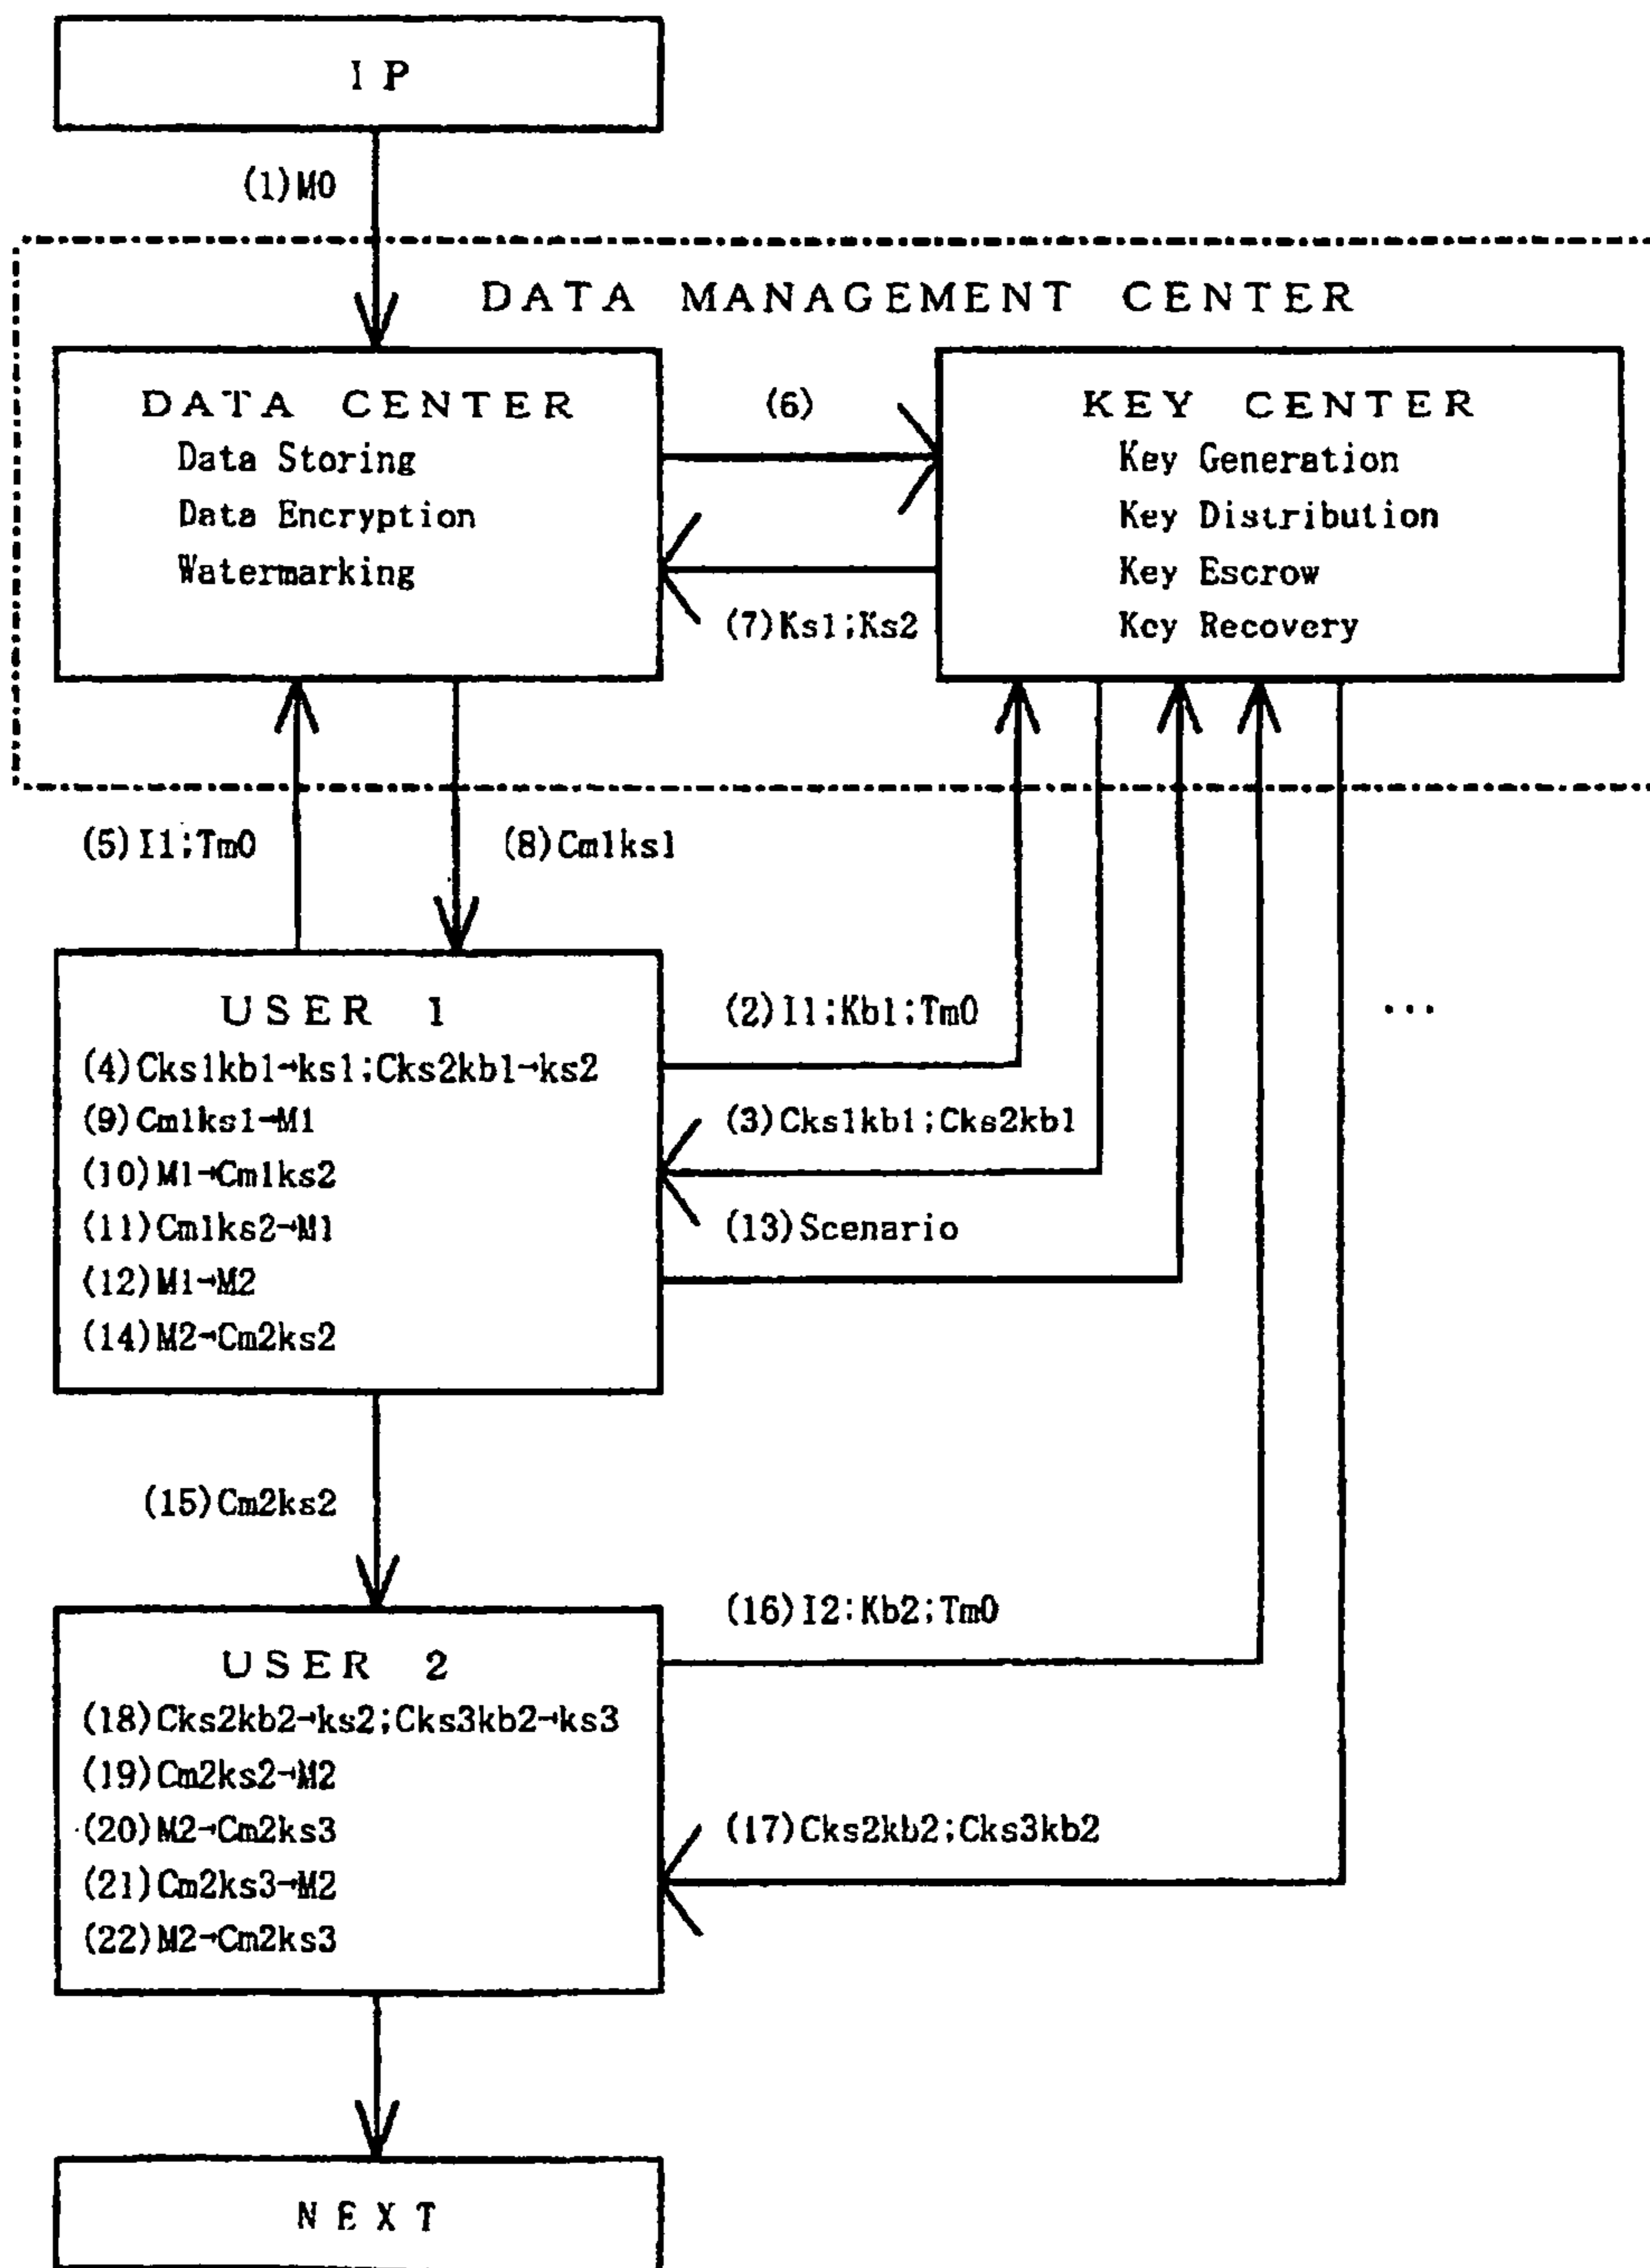 IP
(1)M0
DATA MANAGEMENT CENTER
DATA CENTER
Data Storing
Data Encryption
Watermarking
(6)
(7)Ks1;Ks2
KEY CENTER
Key Generation
Key Distribution
Key Escrow
Key Recovery
(5)I1;Tm0
(8)Cm1ks1
USER 1
(4)Cks1kb1→ks1;Cks2kb1→ks2
(9)Cm1ks1→M1
(10)M1→Cm1ks2
(11)Cm1ks2→M1
(12)M1→M2
(14)M2→Cm2ks2
(2)I1;Kb1;Tm0
(3)Cks1kb1;Cks2kb1
(13)Scenario
...
(15)Cm2ks2
USER 2
(18)Cks2kb2→ks2;Cks3kb2→ks3
(19)Cm2ks2→M2
(20)M2→Cm2ks3
(21)Cm2ks3→M2
(22)M2→Cm2ks3
(16)I2:Kb2;Tm0
(17)Cks2kb2;Cks3kb2
NEXT